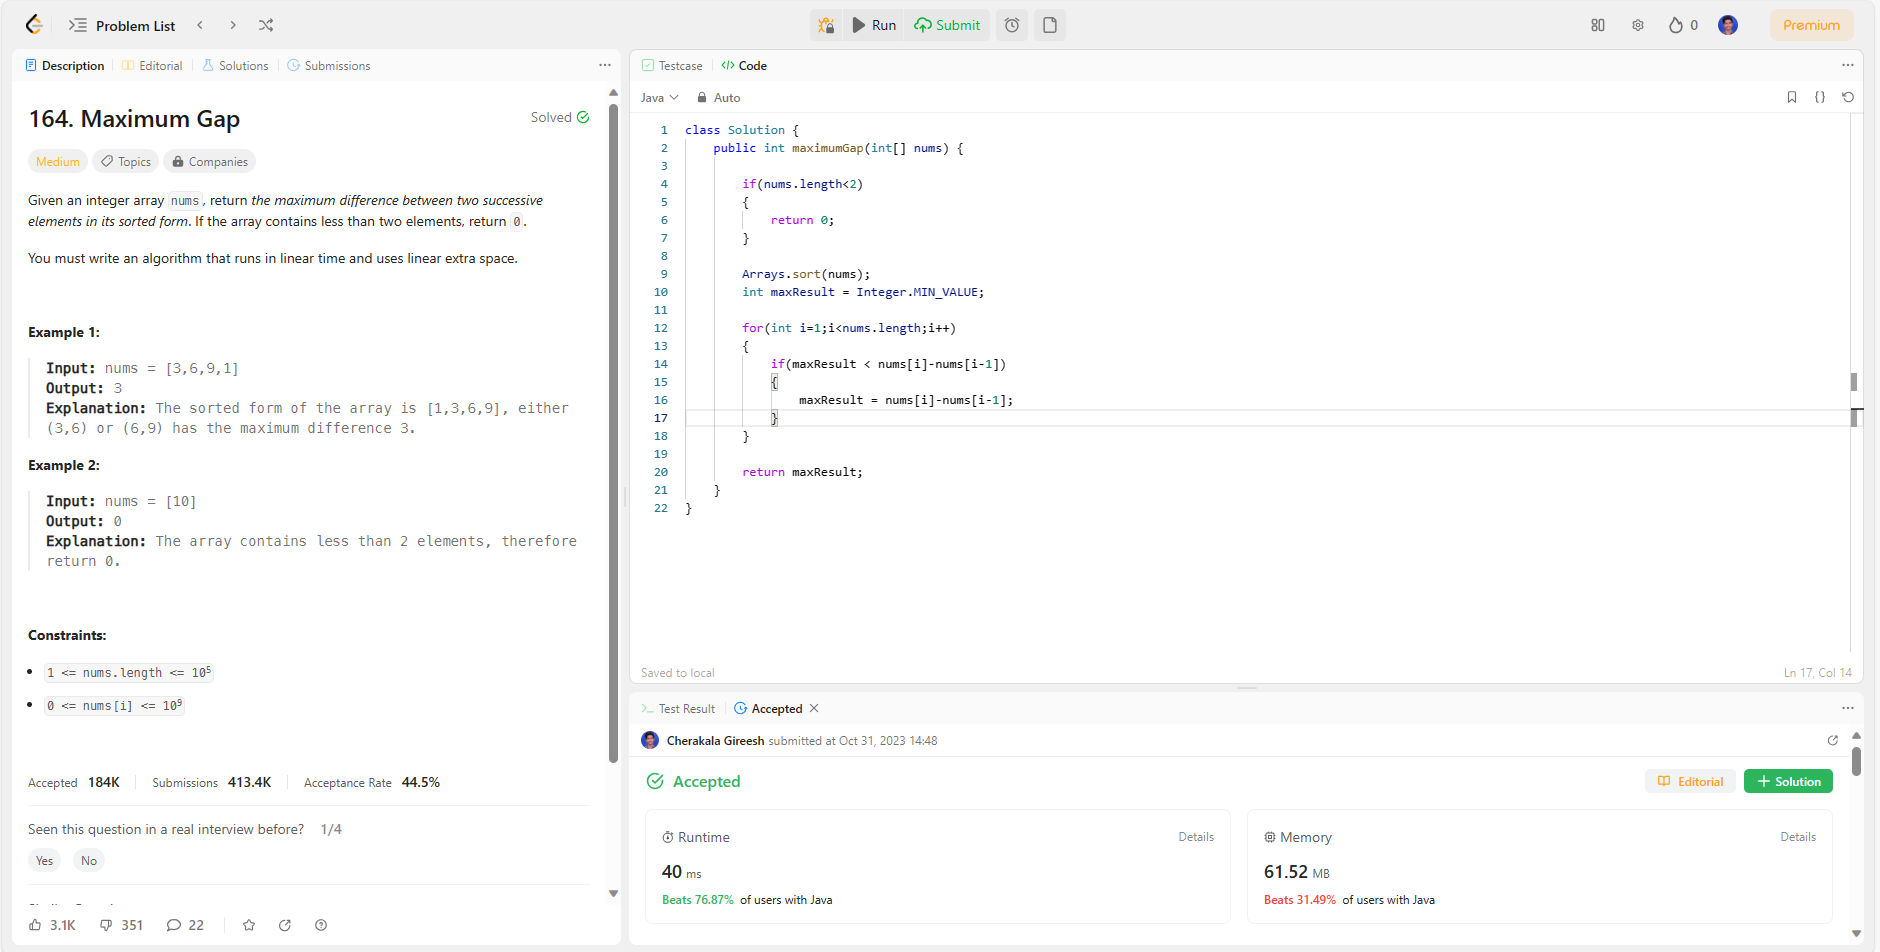 Problem List
Run
Submit
0
Premium
Description
Editorial
Solutions
Submissions
164. Maximum Gap
Solved
Medium
Topics
Companies
Given an integer array nums, return the maximum difference between two successive
elements in its sorted form. If the array contains less than two elements, return 0.
You must write an algorithm that runs in linear time and uses linear extra space.
Example 1:
Input: nums = [3,6,9,1]
Output: 3
Explanation: The sorted form of the array is [1,3,6,9], either
(3,6) or (6,9) has the maximum difference 3.
Example 2:
Input: nums = [10]
Output: 0
Explanation: The array contains less than 2 elements, therefore
return 0.
Constraints:
• 1 <= nums.length <= 10⁵
• 0 <= nums[i] <= 10⁹
Accepted 184K
Submissions 413.4K
Acceptance Rate 44.5%
Seen this question in a real interview before? 1/4
Yes
No
3.1K
351
22
Testcase
</> Code
Java
Auto
1 class Solution {
2     public int maximumGap(int[] nums) {
3
4         if(nums.length<2)
5         {
6             return 0;
7         }
8
9         Arrays.sort(nums);
10         int maxResult = Integer.MIN_VALUE;
11
12         for(int i=1;i<nums.length;i++)
13         {
14             if(maxResult < nums[i]-nums[i-1])
15             {
16                 maxResult = nums[i]-nums[i-1];
17             }
18         }
19
20         return maxResult;
21     }
22 }
Saved to local
Ln 17, Col 14
Test Result
Accepted
Cherakala Gireesh submitted at Oct 31, 2023 14:48
Accepted
Editorial
+ Solution
Runtime
Details
40 ms
Beats 76.87% of users with Java
Memory
Details
61.52 MB
Beats 31.49% of users with Java